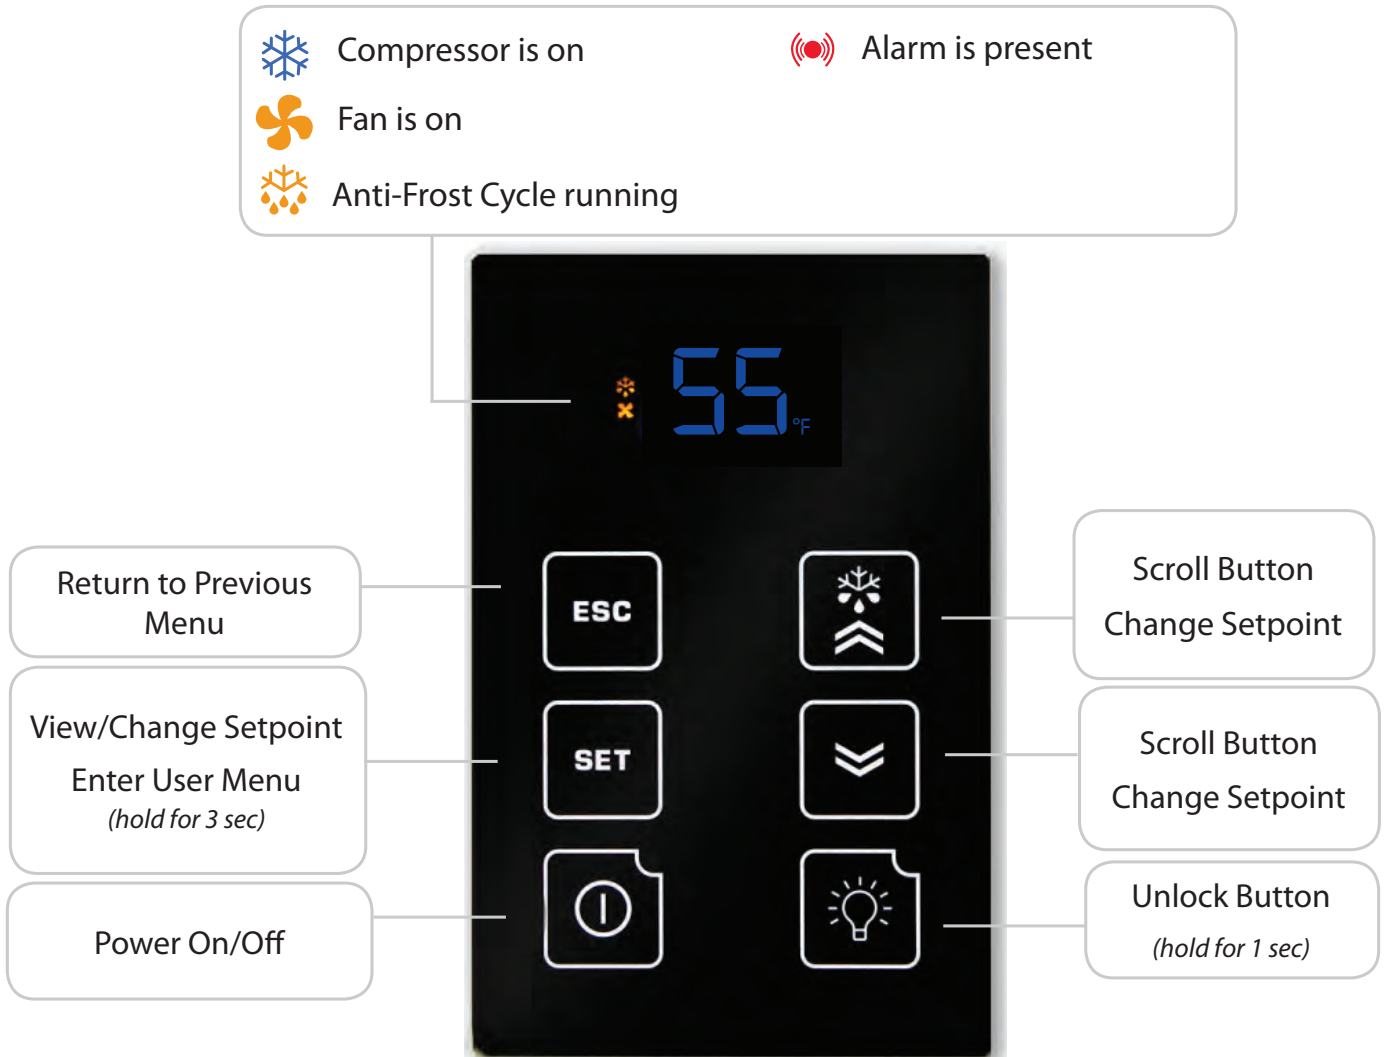 Compressor is on
Alarm is present
Fan is on
Anti-Frost Cycle running
55 °F
Return to Previous
Menu
ESC
Scroll Button
Change Setpoint
View/Change Setpoint
Enter User Menu
(hold for 3 sec)
SET
Scroll Button
Change Setpoint
Power On/Off
Unlock Button
(hold for 1 sec)